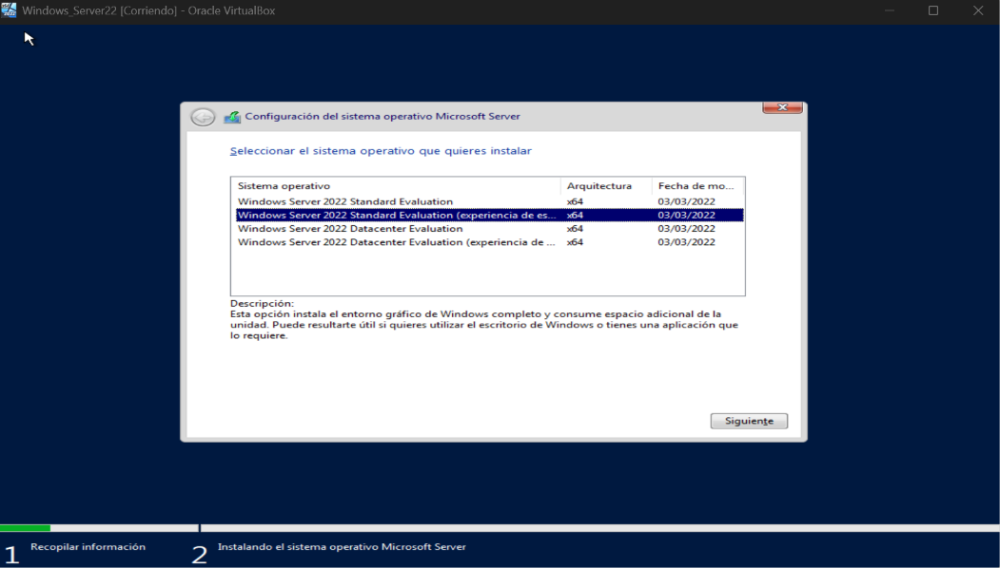 Windows_Server22 [Corriendo] - Oracle VirtualBox
Configuración del sistema operativo Microsoft Server
Seleccionar el sistema operativo que quieres instalar
Sistema operativo Arquitectura Fecha de mo...
Windows Server 2022 Standard Evaluation x64 03/03/2022
Windows Server 2022 Standard Evaluation (experiencia de es... x64 03/03/2022
Windows Server 2022 Datacenter Evaluation x64 03/03/2022
Windows Server 2022 Datacenter Evaluation (experiencia de ... x64 03/03/2022
Descripción:
Esta opción instala el entorno gráfico de Windows completo y consume espacio adicional de la
unidad. Puede resultarte útil si quieres utilizar el escritorio de Windows o tienes una aplicación que
lo requiere.
Siguiente
1 Recopilar información 2 Instalando el sistema operativo Microsoft Server